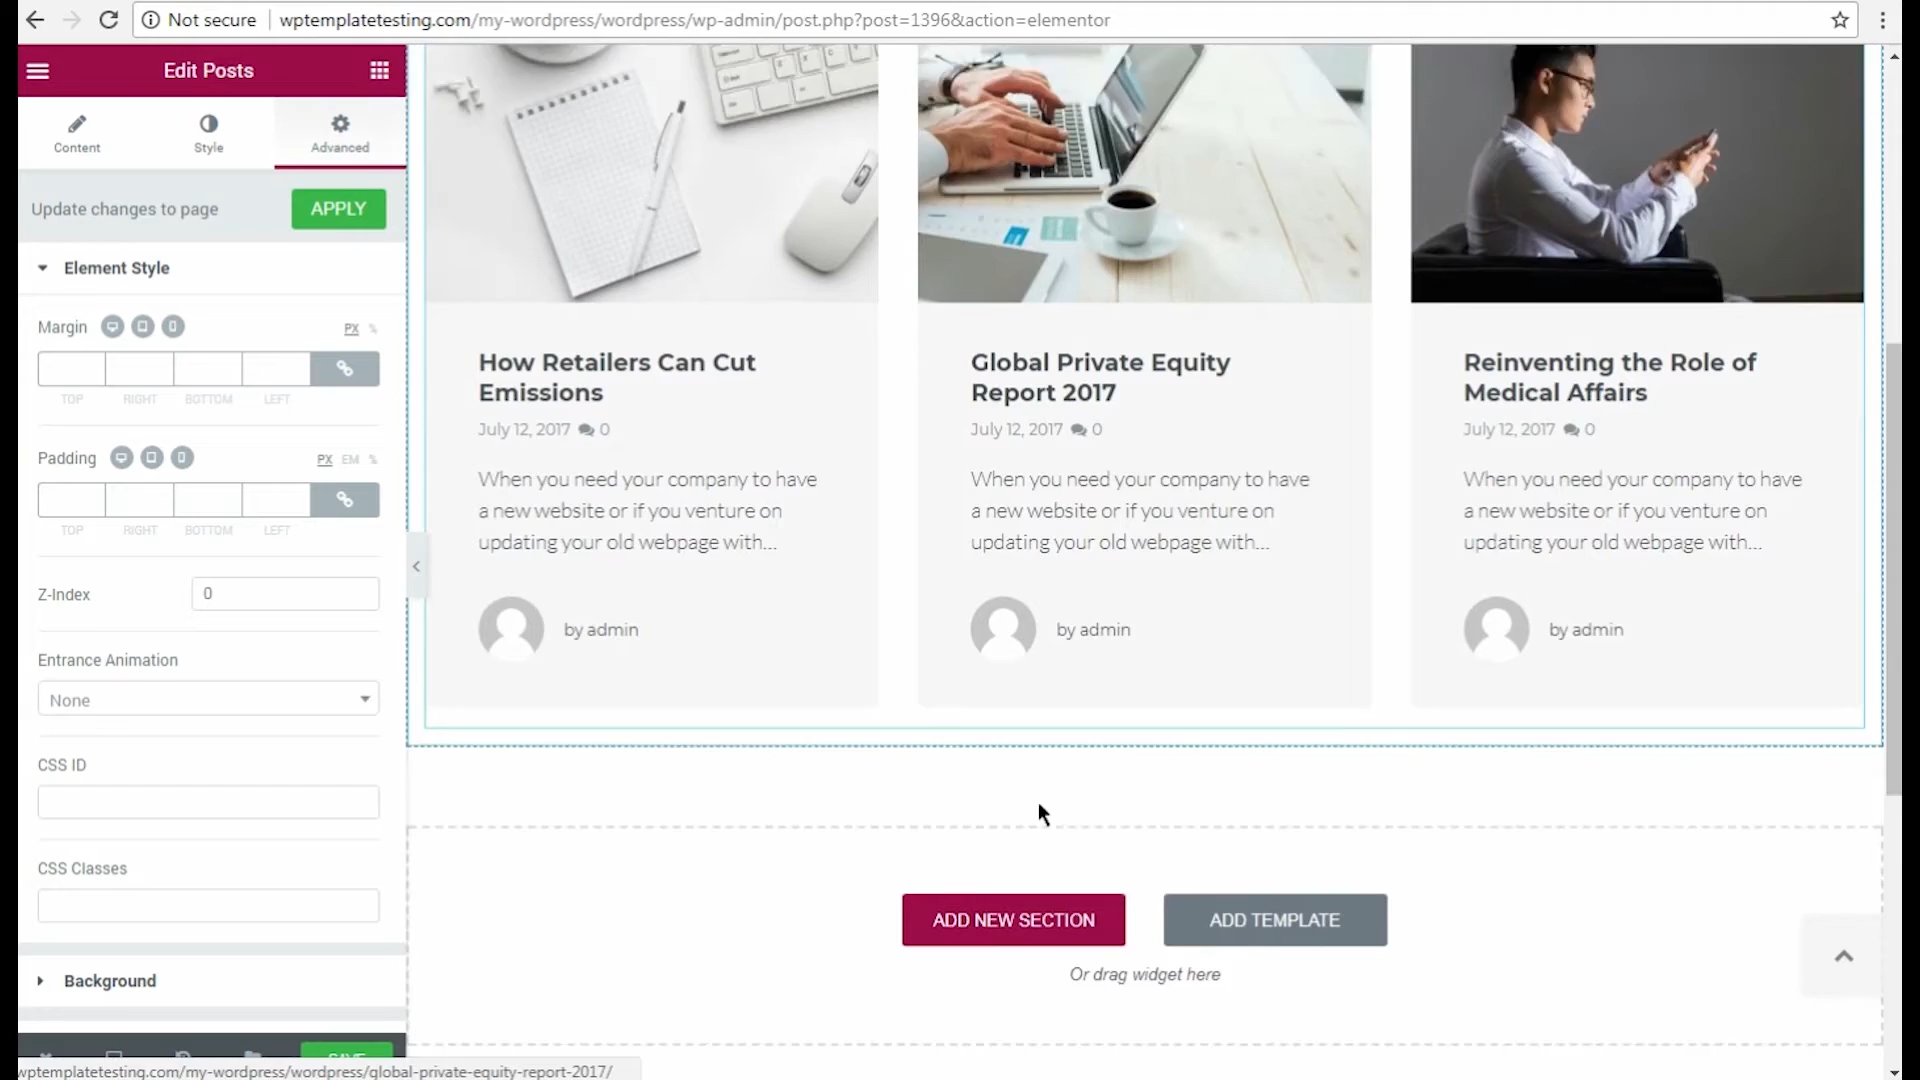 Not secure
wptemplatetesting.com/my-wordpress/wordpress/wp-admin/post.php?post=1396&action=elementor
Edit Posts
Content
Style
Advanced
Update changes to page
APPLY
Element Style
Margin
PX %
TOP RIGHT BOTTOM LEFT
Padding
PX EM %
TOP RIGHT BOTTOM LEFT
Z-Index
0
Entrance Animation
None
CSS ID
CSS Classes
Background
SAVE
wptemplatetesting.com/my-wordpress/wordpress/global-private-equity-report-2017/
How Retailers Can Cut
Emissions
July 12, 2017 0
When you need your company to have
a new website or if you venture on
updating your old webpage with...
by admin
Global Private Equity
Report 2017
July 12, 2017 0
When you need your company to have
a new website or if you venture on
updating your old webpage with...
by admin
Reinventing the Role of
Medical Affairs
July 12, 2017 0
When you need your company to have
a new website or if you venture on
updating your old webpage with...
by admin
ADD NEW SECTION
ADD TEMPLATE
Or drag widget here